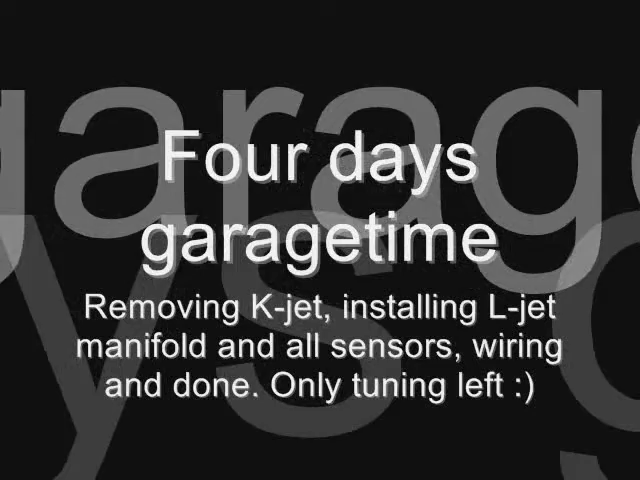 Four days
garagetime
Removing K-jet, installing L-jet
manifold and all sensors, wiring
and done. Only tuning left :)